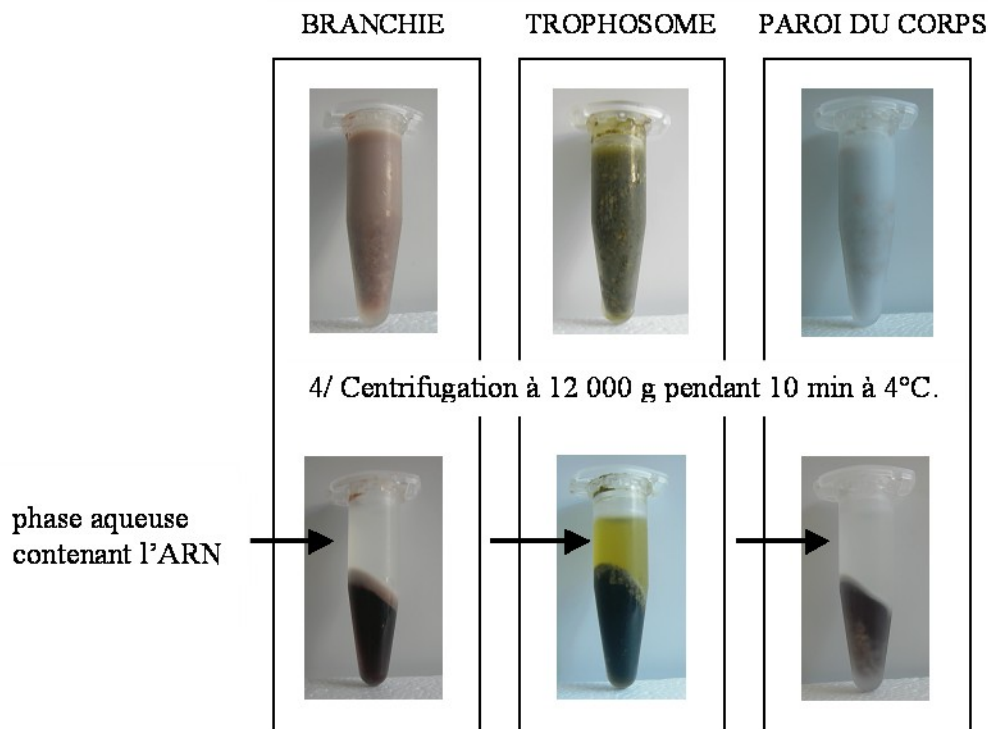 BRANCHIE
TROPHOSOME
PAROI DU CORPS
4/ Centrifugation à 12 000 g pendant 10 min à 4°C.
phase aqueuse
contenant l'ARN